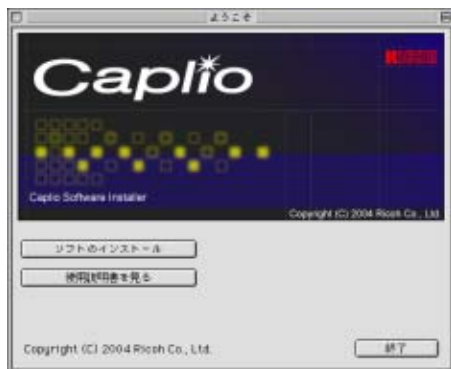 ようこそ
Caplio
Caplio Software Installer
Copyright (C) 2004 Ricoh Co., Ltd.
ソフトのインストール
使用説明書を見る
Copyright (C) 2004 Ricoh Co., Ltd.
終了